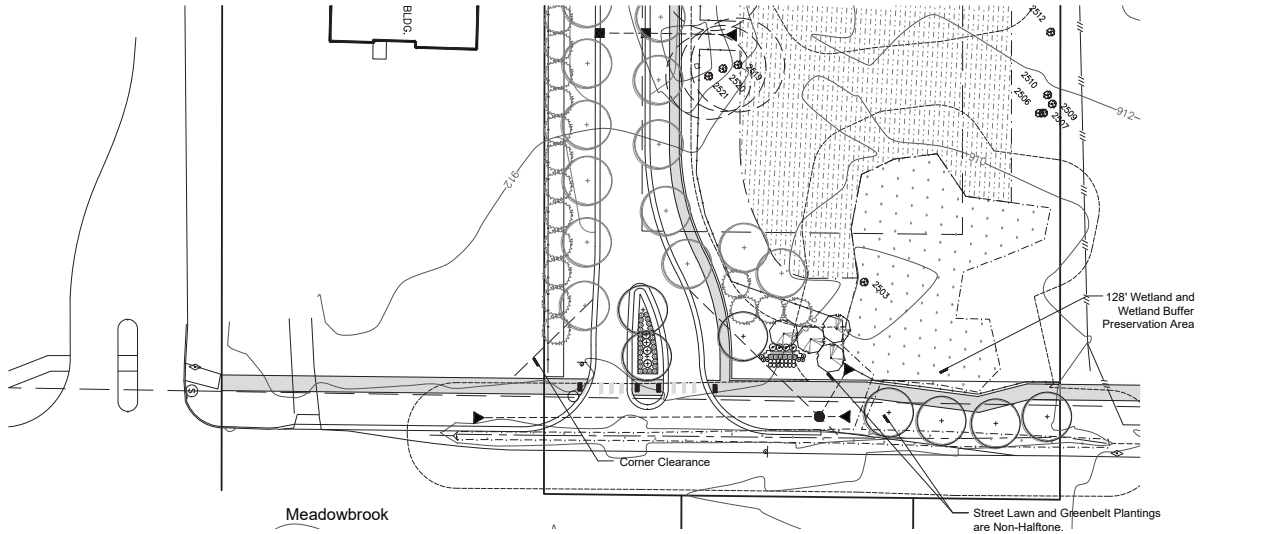 BLDG.
2512
2519
2520
2521
2510
2506
2509
2507
912
910
912
2503
128' Wetland and
Wetland Buffer
Preservation Area
S
Corner Clearance
Meadowbrook
Street Lawn and Greenbelt Plantings
are Non-Halftone.